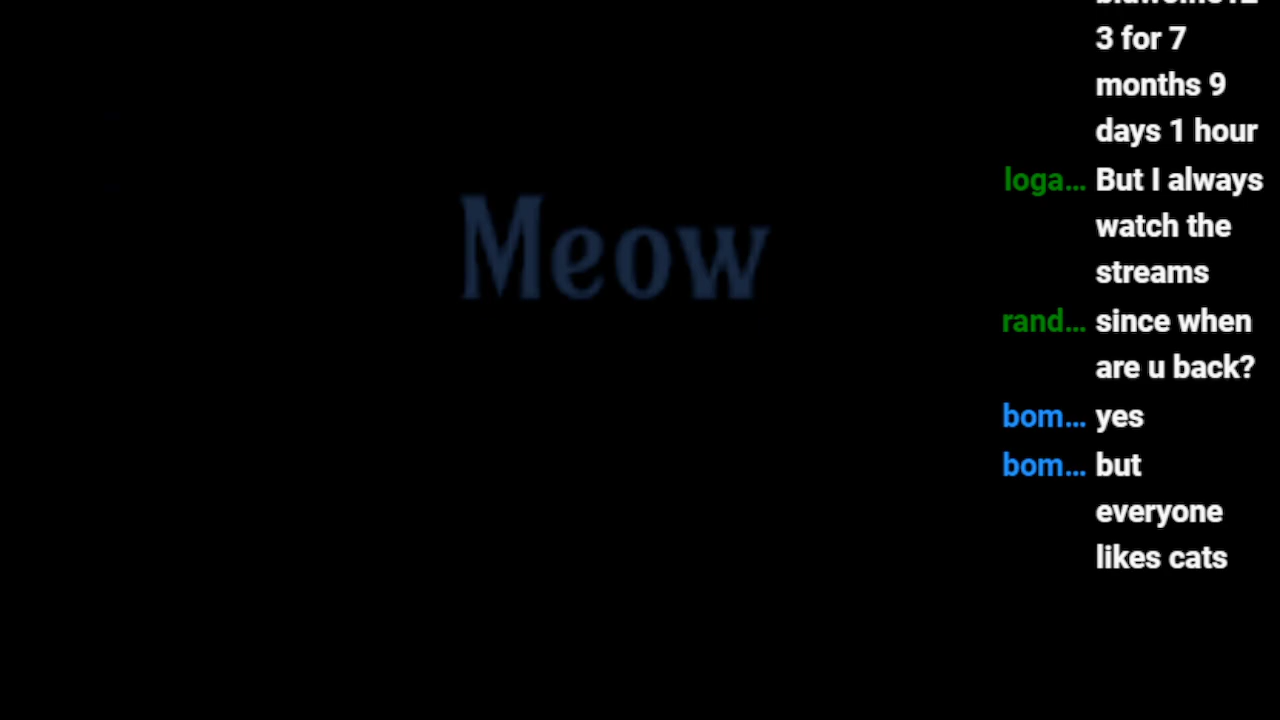 Meow
3 for 7
months 9
days 1 hour
loga... But I always
watch the
streams
rand... since when
are u back?
bom... yes
bom... but
everyone
likes cats